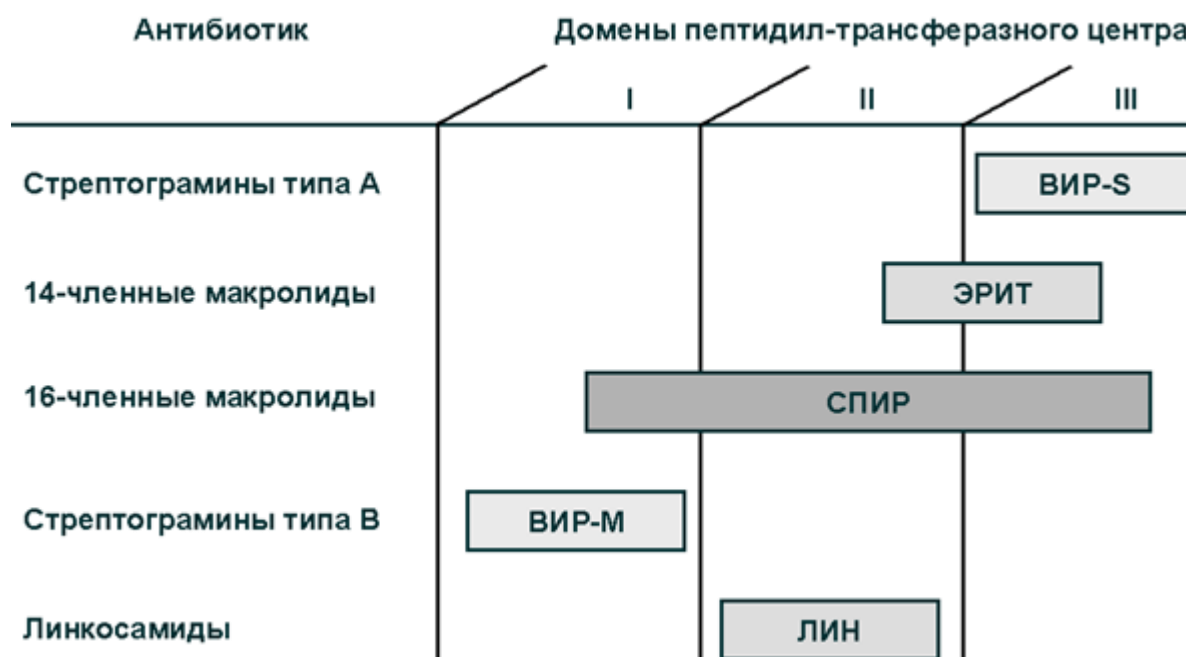 Антибиотик
Домены пептидил-трансферазного центра
I
II
III
Стрептограмины типа А
ВИР-S
14-членные макролиды
ЭРИТ
16-членные макролиды
СПИР
Стрептограмины типа В
ВИР-М
Линкосамиды
ЛИН